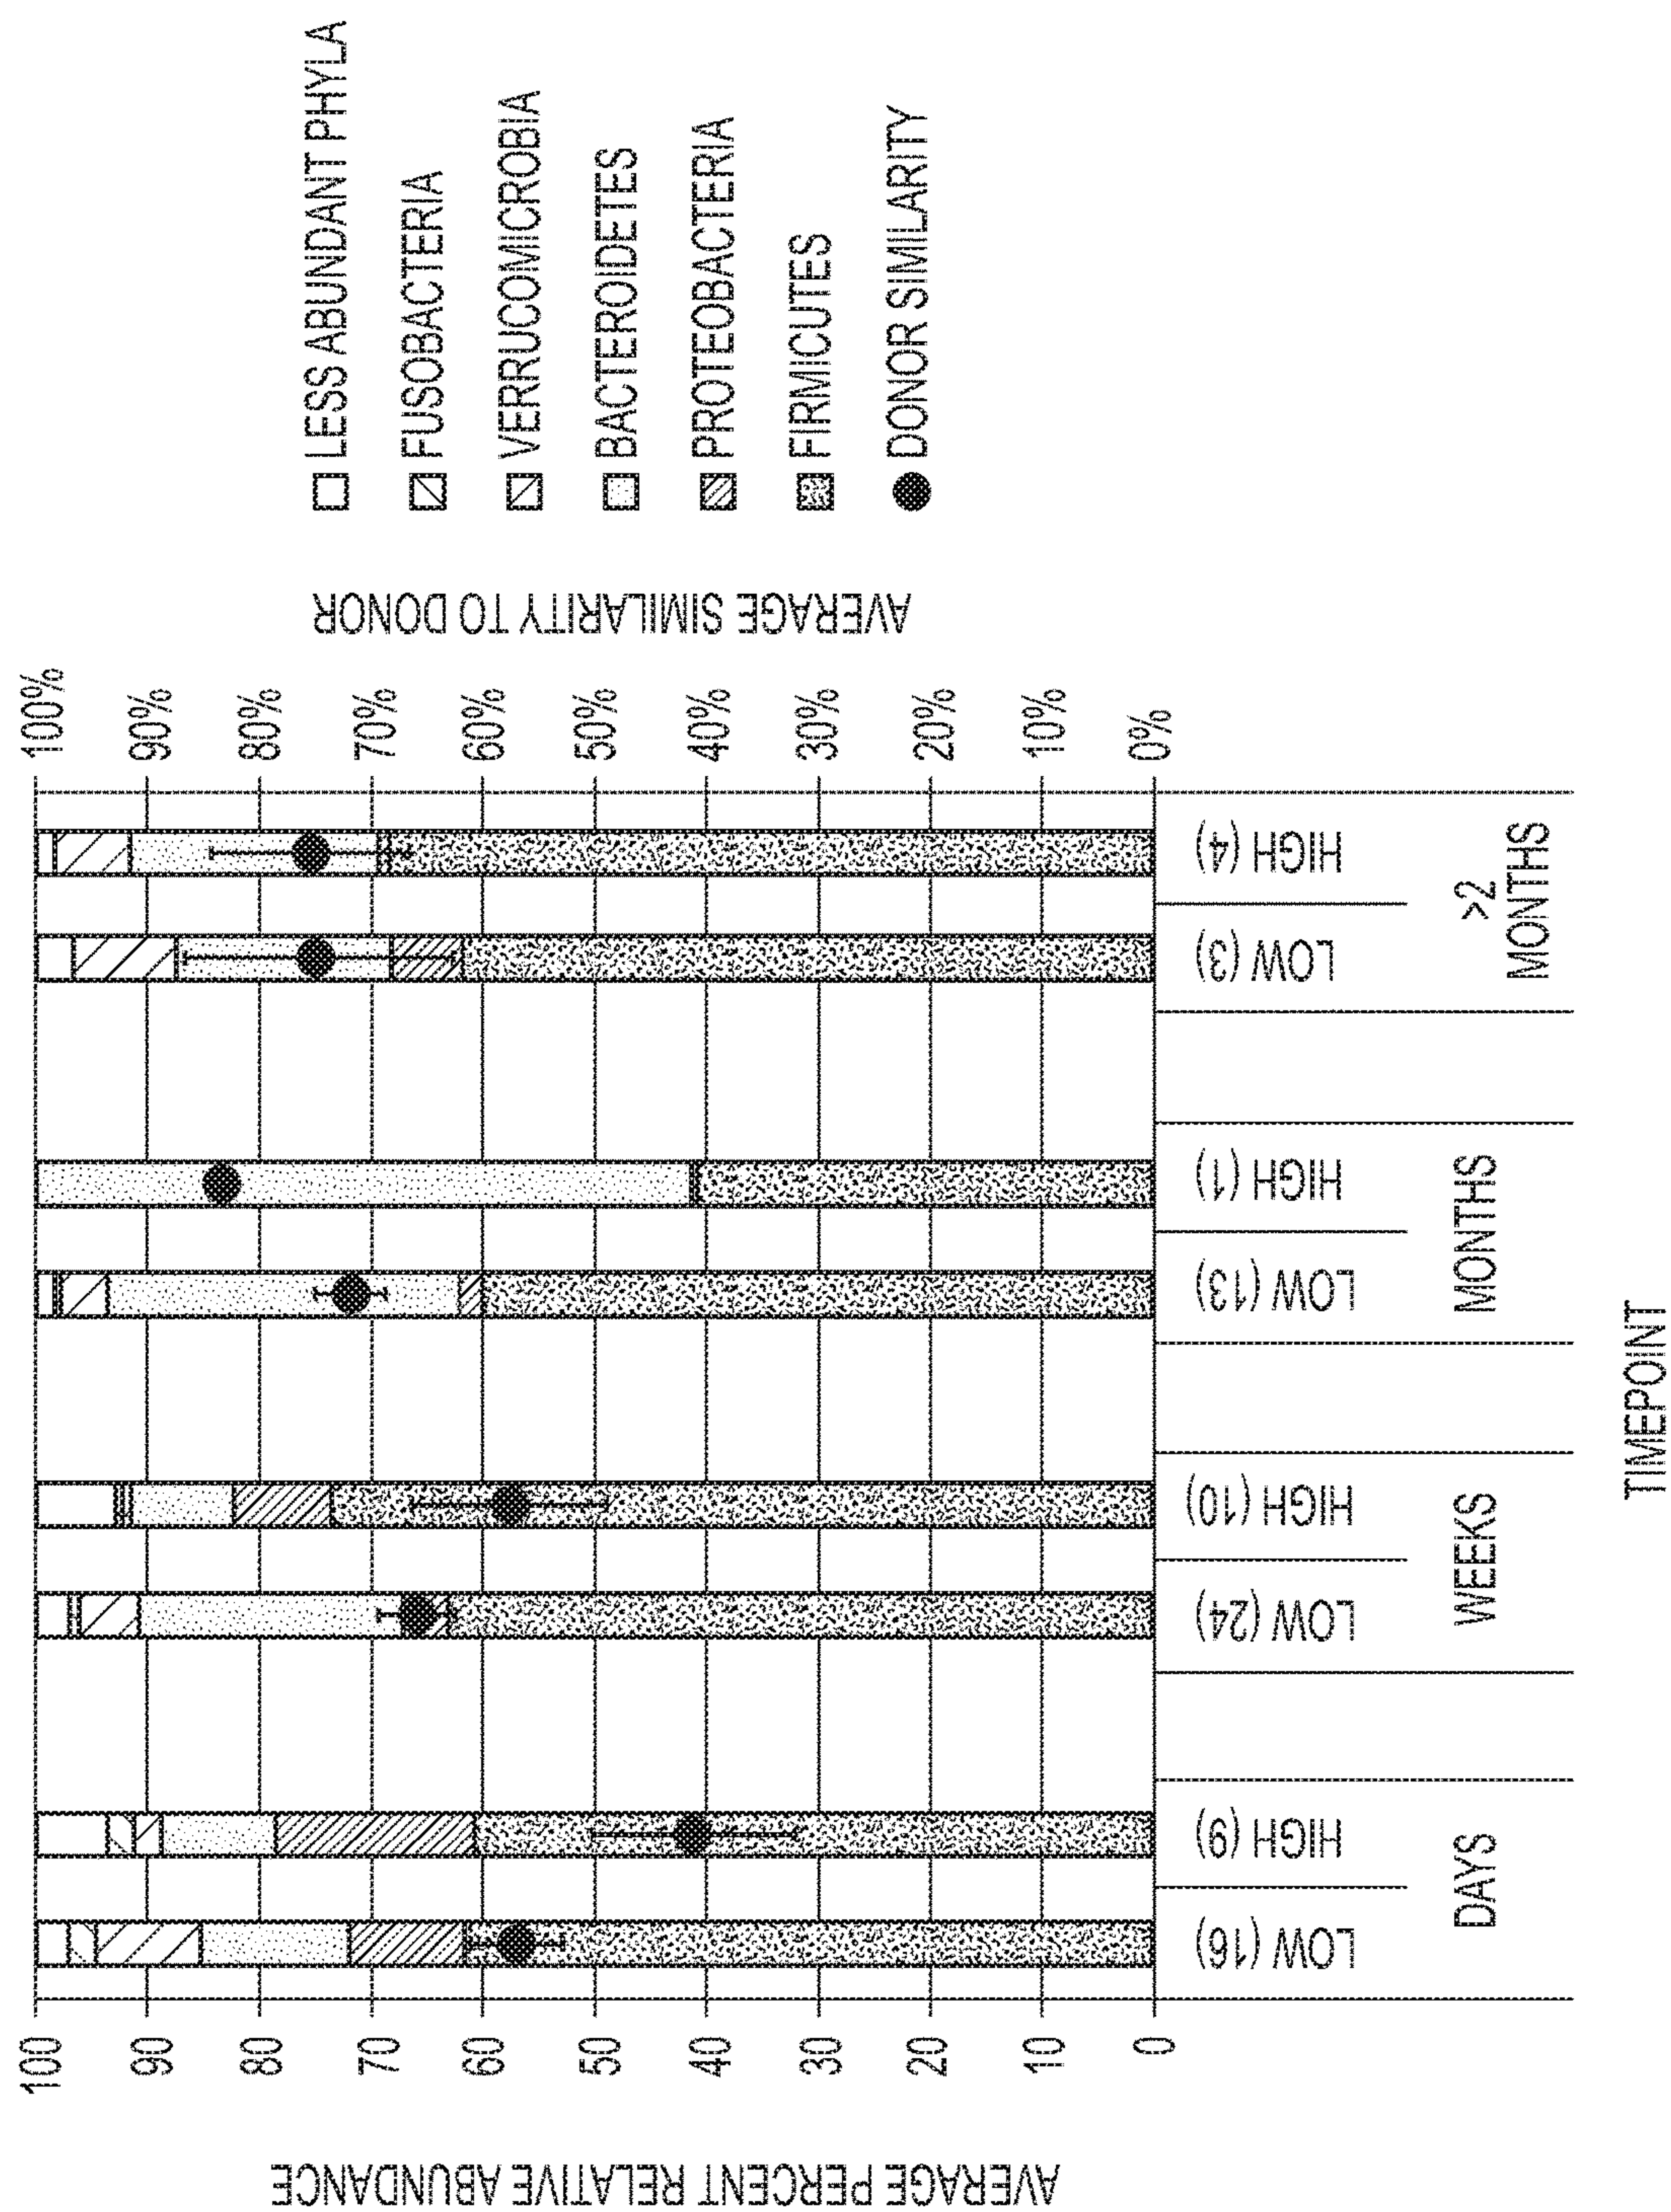 AVERAGE PERCENT RELATIVE ABUNDANCE
100
90
80
70
60
50
40
30
20
10
0
100%
90%
80%
70%
60%
50%
40%
30%
20%
10%
0%
AVERAGE SIMILARITY TO DONOR
LOW (16)
HIGH (9)
LOW (24)
HIGH (10)
LOW (13)
HIGH (1)
LOW (3)
HIGH (4)
DAYS
WEEKS
MONTHS
>2
MONTHS
TIMEPOINT
LESS ABUNDANT PHYLA
FUSOBACTERIA
VERRUCOMICROBIA
BACTEROIDETES
PROTEOBACTERIA
FIRMICUTES
DONOR SIMILARITY